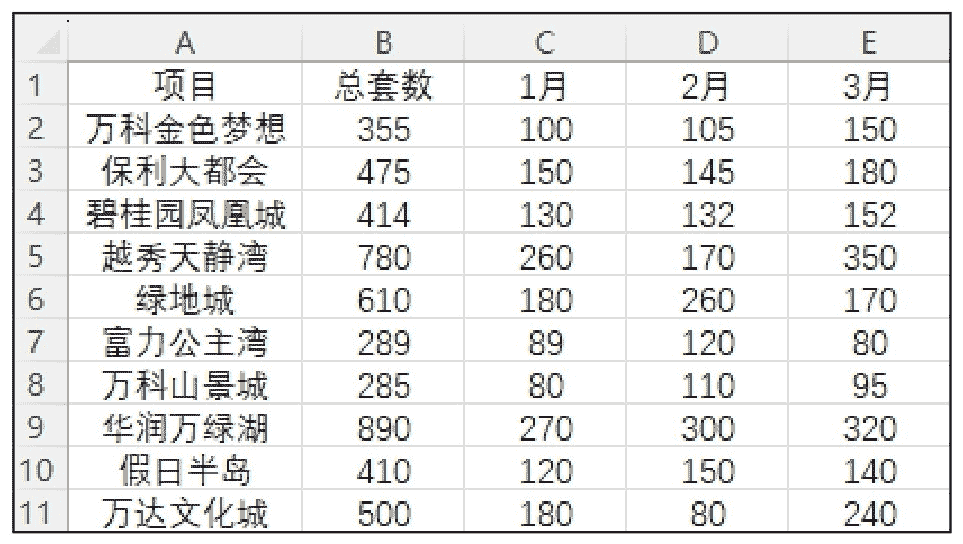 A B C D E
1 项目 总套数 1月 2月 3月
2 万科金色梦想 355 100 105 150
3 保利大都会 475 150 145 180
4 碧桂园凤凰城 414 130 132 152
5 越秀天静湾 780 260 170 350
6 绿地城 610 180 260 170
7 富力公主湾 289 89 120 80
8 万科山景城 285 80 110 95
9 华润万绿湖 890 270 300 320
10 假日半岛 410 120 150 140
11 万达文化城 500 180 80 240